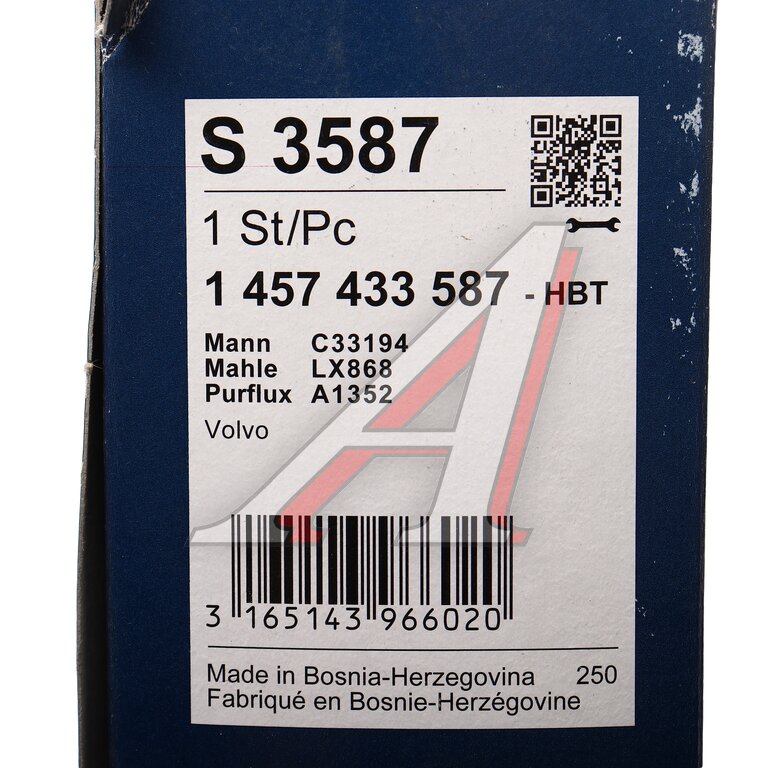 S 3587
1 St/Pc
1 457 433 587 - HBT
Mann C33194
Mahle LX868
Purflux A1352
Volvo
3 165143 966020
Made in Bosnia-Herzegovina 250
Fabriqué en Bosnie-Herzégovine